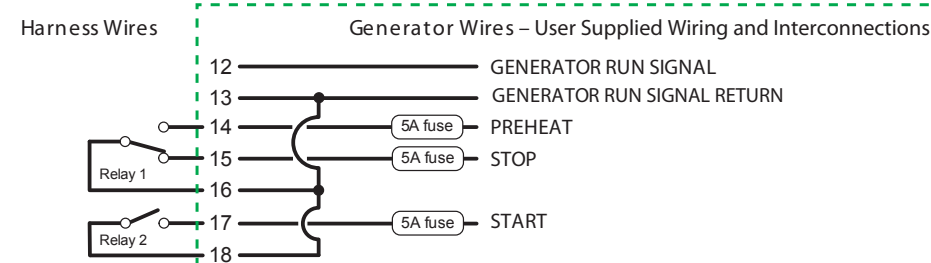 Harness Wires
Generator Wires – User Supplied Wiring and Interconnections
12 GENERATOR RUN SIGNAL
13 GENERATOR RUN SIGNAL RETURN
14 5A fuse PREHEAT
15 5A fuse STOP
Relay 1
16
17 5A fuse START
Relay 2
18